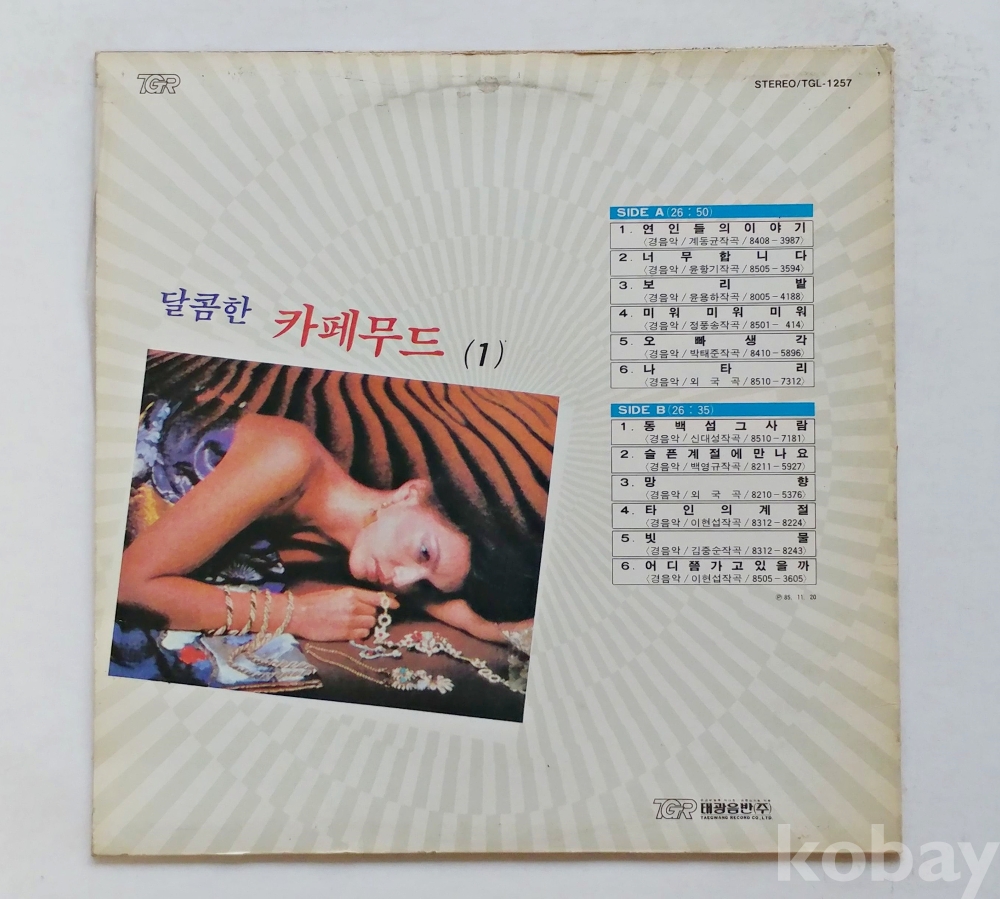 TGR
STEREO/TGL-1257
달콤한 카페무드 (1)
SIDE A (26 : 50)
1. 연인들의이야기
(경음악 / 계동균작곡 / 8408-3987)
2. 너무합니다
(경음악 / 윤항기작곡 / 8505-3594)
3. 보리밭
(경음악 / 윤용하작곡 / 8005-4188)
4. 미워 미워 미워
(경음악 / 정풍송작곡 / 8501- 414)
5. 오빠생각
(경음악 / 박태준작곡 / 8410-5896)
6. 나타리
(경음악 / 외국곡 / 8510-7312)
SIDE B (26 : 35)
1. 동백섬그사람
(경음악 / 신대성작곡 / 8510-7181)
2. 슬픈계절에만나요
(경음악 / 백영규작곡 / 8211-5927)
3. 망향
(경음악 / 외국곡 / 8210-5376)
4. 타인의계절
(경음악 / 이현섭작곡 / 8312-8224)
5. 빗물
(경음악 / 김중순작곡 / 8312-8243)
6. 어디쯤가고있을까
(경음악 / 이현섭작곡 / 8505-3605)
℗ 85. 11. 20
TGR 태광음반(주)
TAEGWANG RECORD CO.,LTD.
kobay